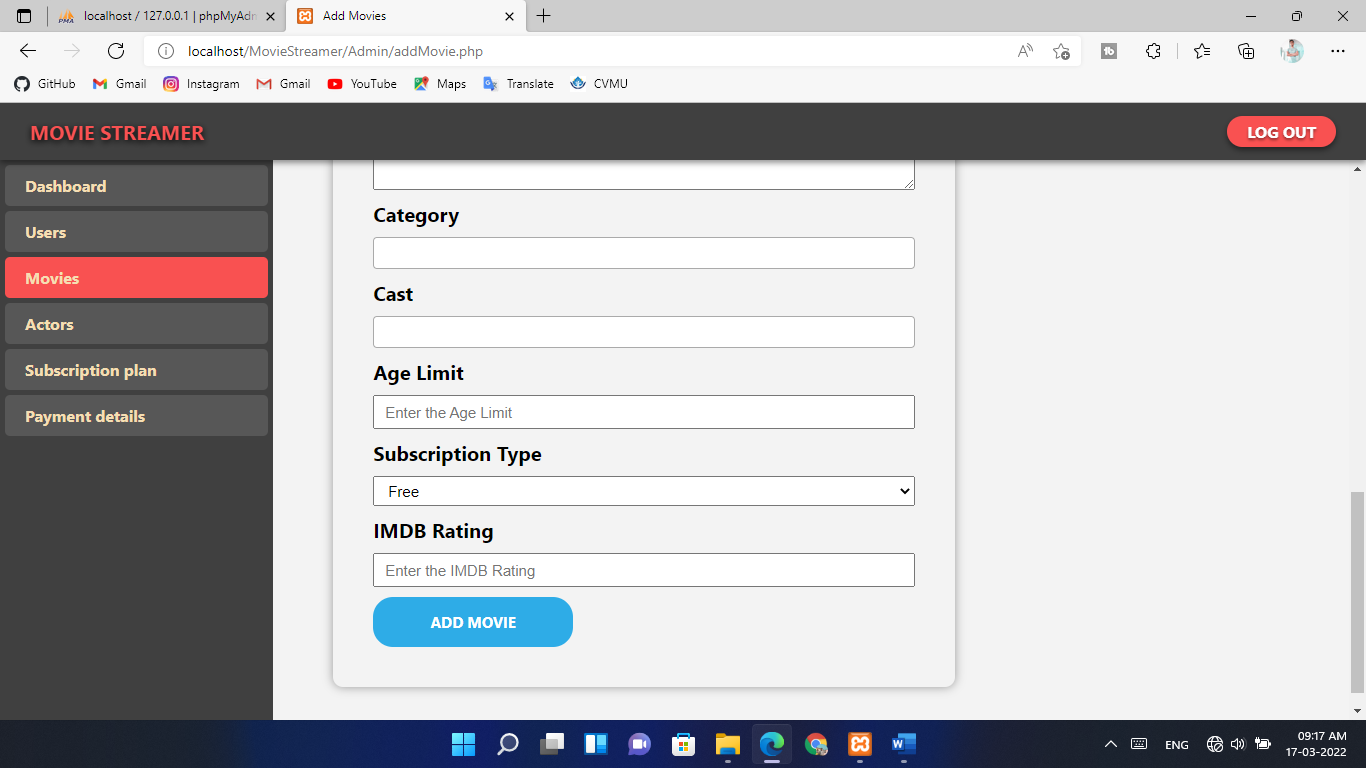 localhost / 127.0.0.1 | phpMyAdm
Add Movies
localhost/MovieStreamer/Admin/addMovie.php
GitHub
Gmail
Instagram
Gmail
YouTube
Maps
Translate
CVMU
MOVIE STREAMER
LOG OUT
Dashboard
Users
Movies
Actors
Subscription plan
Payment details
Category
Cast
Age Limit
Enter the Age Limit
Subscription Type
Free
IMDB Rating
Enter the IMDB Rating
ADD MOVIE
ENG
09:17 AM
17-03-2022